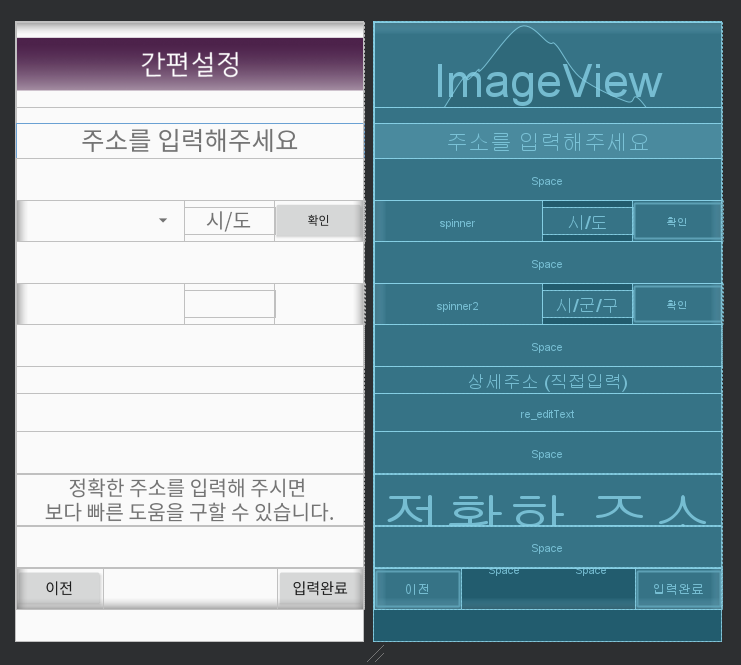 간편설정
주소를 입력해주세요
시/도
확인
정확한 주소를 입력해 주시면
보다 빠른 도움을 구할 수 있습니다.
이전
입력완료
ImageView
주소를 입력해주세요
Space
spinner
시/도
확인
Space
spinner2
시/군/구
확인
Space
상세주소 (직접입력)
re_editText
Space
정확한 주소
Space
Space
Space
이전
입력완료